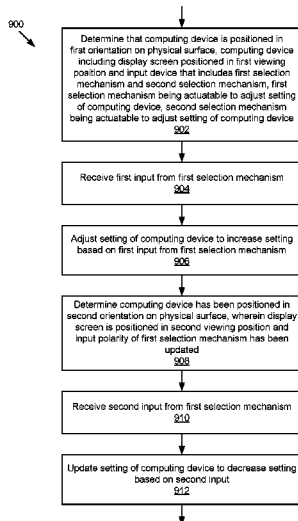 900
Determine that computing device is positioned in
first orientation on physical surface, computing device
including display screen positioned in first viewing
position and input device that includes first selection
mechanism and second selection mechanism, first
selection mechanism being actuatable to adjust setting
of computing device, second selection mechanism
being actuatable to adjust setting of computing device
902
Receive first input from first selection mechanism
904
Adjust setting of computing device to increase setting
based on first input from first selection mechanism
906
Determine computing device has been positioned in
second orientation on physical surface, wherein display
screen is positioned in second viewing position and
input polarity of first selection mechanism has been
updated
908
Receive second input from first selection mechanism
910
Update setting of computing device to decrease setting
based on second input
912